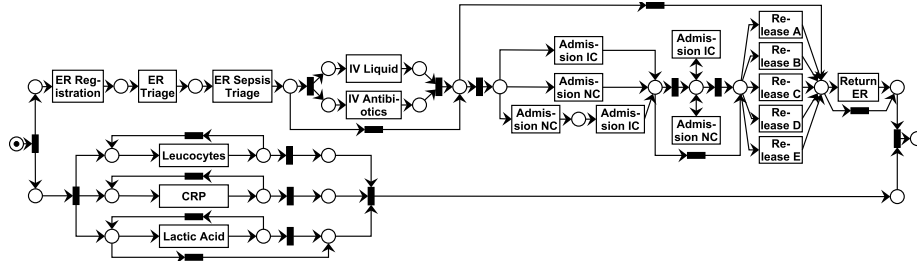 ER Re-
gistration
ER
Triage
ER Sepsis
Triage
IV Liquid
IV Antibi-
otics
Admis-
sion IC
Admis-
sion NC
Admis-
sion NC
Admis-
sion IC
Admis-
sion IC
Admis-
sion NC
Re-
lease A
Re-
lease B
Re-
lease C
Re-
lease D
Re-
lease E
Return
ER
Leucocytes
CRP
Lactic Acid